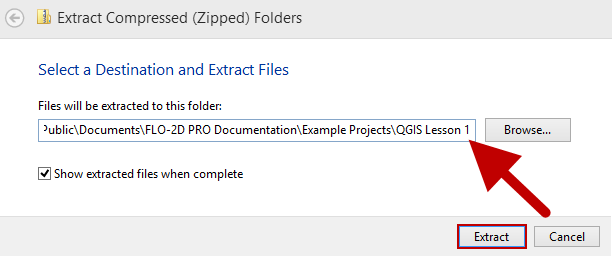 Extract Compressed (Zipped) Folders
Select a Destination and Extract Files
Files will be extracted to this folder:
Public\Documents\FLO-2D PRO Documentation\Example Projects\QGIS Lesson 1
Browse...
Show extracted files when complete
Extract
Cancel